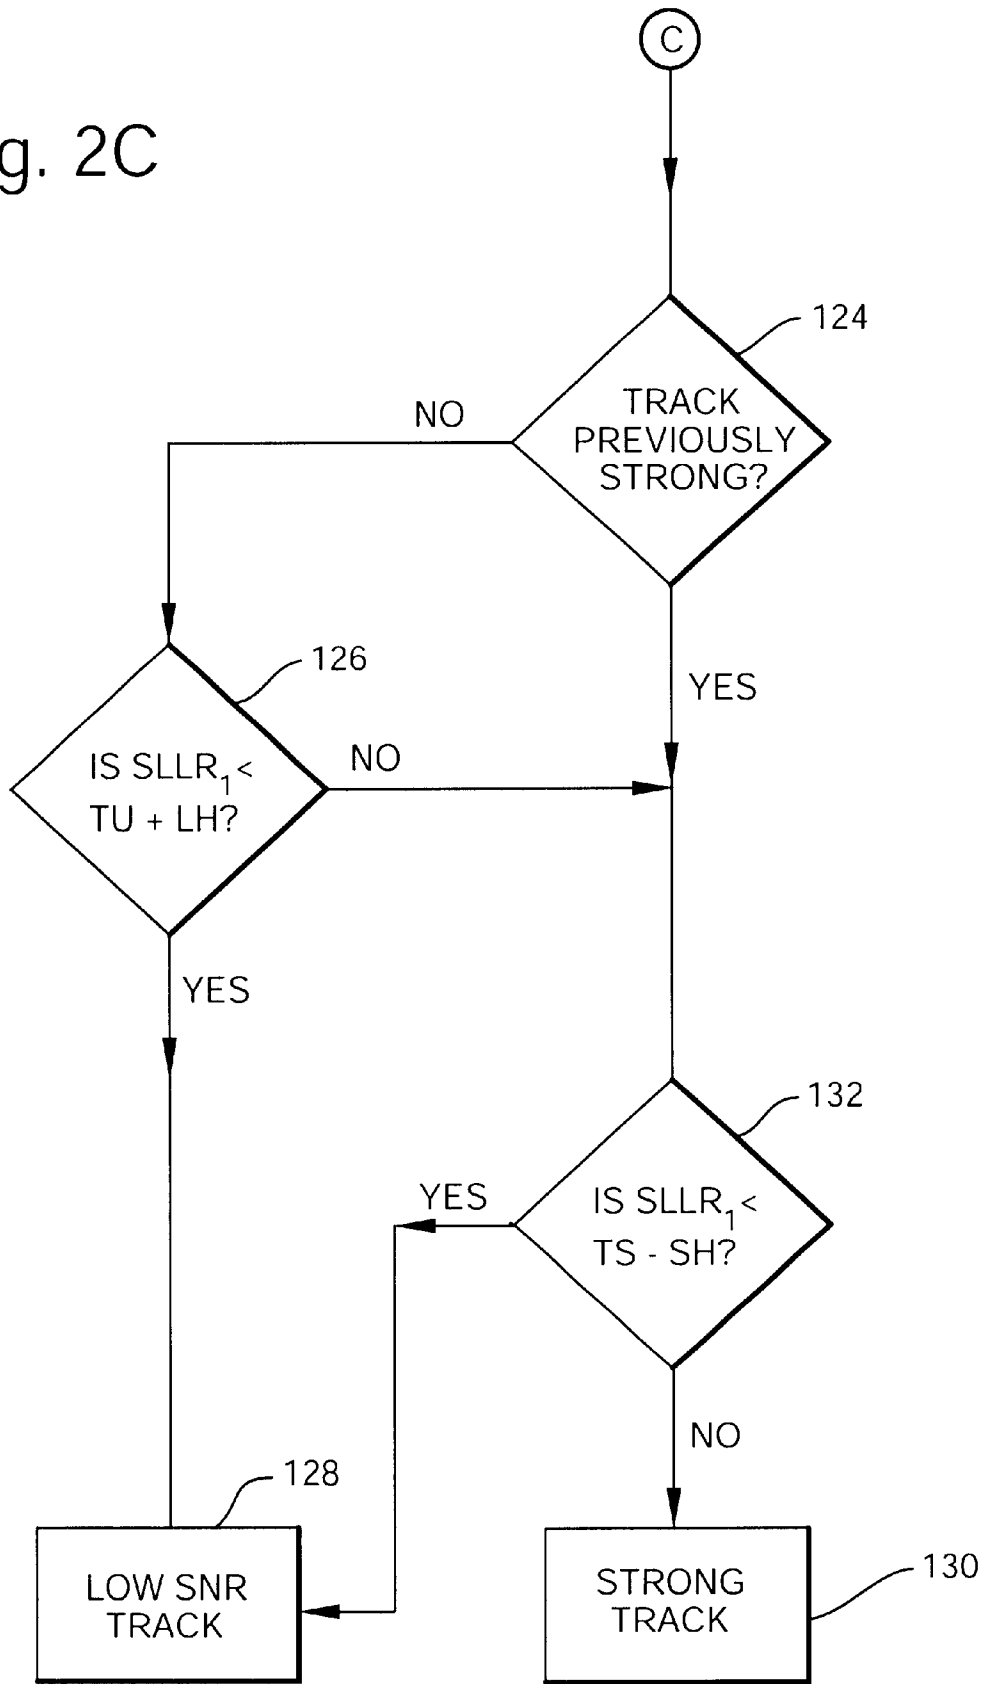 C
g. 2C
124
TRACK
PREVIOUSLY
STRONG?
NO
YES
126
IS SLLR₁ <
TU + LH?
NO
YES
132
IS SLLR₁ <
TS - SH?
YES
NO
128
LOW SNR
TRACK
STRONG
TRACK
130